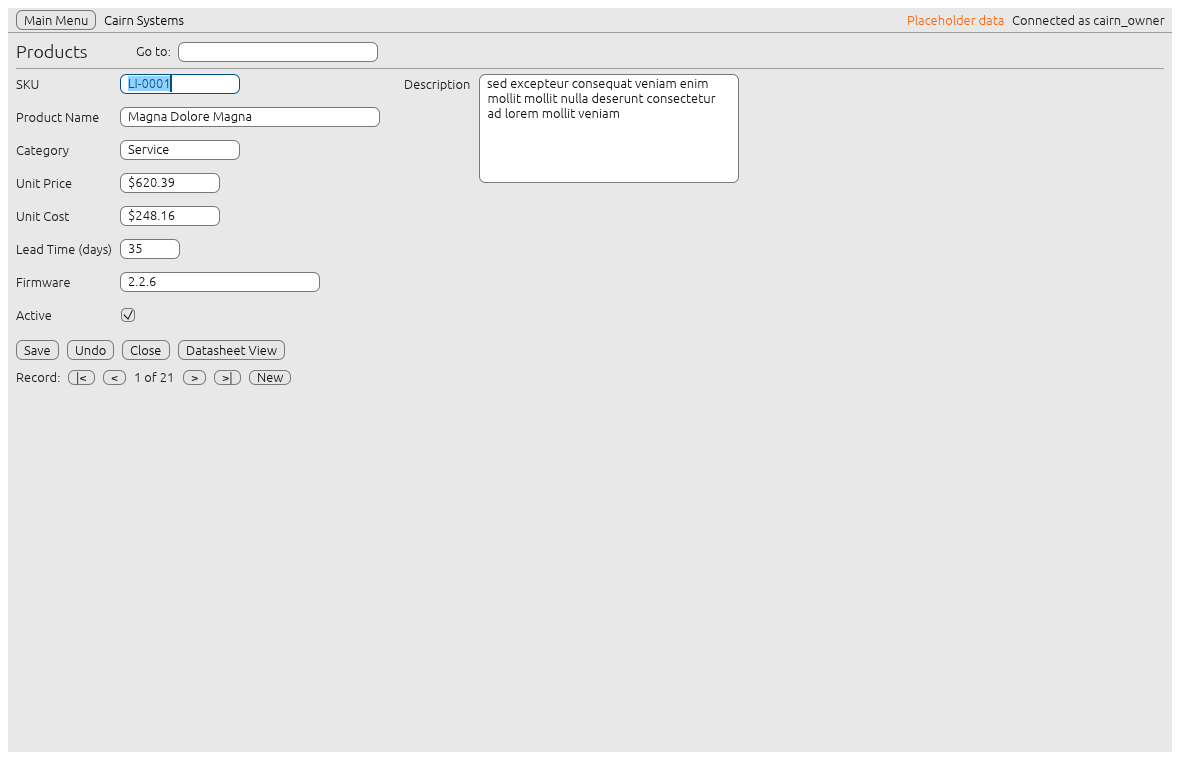 Main Menu Cairn Systems Placeholder data Connected as cairn_owner
Products Go to:
SKU LI-0001
Product Name Magna Dolore Magna
Category Service
Unit Price $620.39
Unit Cost $248.16
Lead Time (days) 35
Firmware 2.2.6
Active
Description sed excepteur consequat veniam enim
mollit mollit nulla deserunt consectetur
ad lorem mollit veniam
Save Undo Close Datasheet View
Record: |< < 1 of 21 > >| New